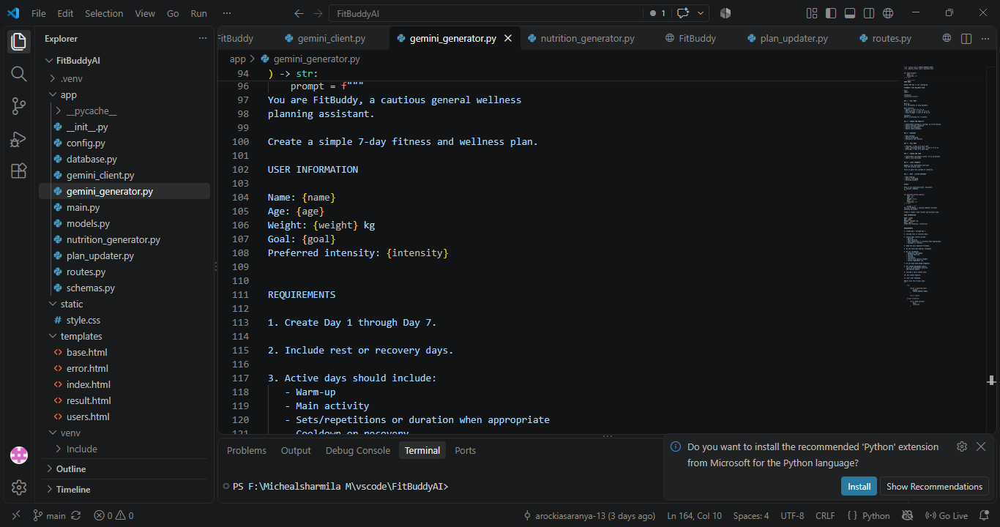 File Edit Selection View Go Run ···
FitBuddyAI
1
Explorer ···
FitBuddyAI
.venv
app
__pycache__
__init__.py
config.py
database.py
gemini_client.py
gemini_generator.py
main.py
models.py
nutrition_generator.py
plan_updater.py
routes.py
schemas.py
static
# style.css
templates
<> base.html
<> error.html
<> index.html
<> result.html
<> users.html
venv
Include
Outline
Timeline
FitBuddy gemini_client.py gemini_generator.py nutrition_generator.py FitBuddy plan_updater.py routes.py ···
app > gemini_generator.py
94 ) -> str:
96 prompt = f"""
97 You are FitBuddy, a cautious general wellness
98 planning assistant.
99
100 Create a simple 7-day fitness and wellness plan.
101
102 USER INFORMATION
103
104 Name: {name}
105 Age: {age}
106 Weight: {weight} kg
107 Goal: {goal}
108 Preferred intensity: {intensity}
109
110
111 REQUIREMENTS
112
113 1. Create Day 1 through Day 7.
114
115 2. Include rest or recovery days.
116
117 3. Active days should include:
118 - Warm-up
119 - Main activity
120 - Sets/repetitions or duration when appropriate
121 - Cooldown or recovery
Problems Output Debug Console Terminal Ports
PS F:\Michealsharmila M\vscode\FitBuddyAI>
Do you want to install the recommended 'Python' extension
from Microsoft for the Python language?
Install Show Recommendations
main 0 0 arockiasaranya-13 (3 days ago) Ln 164, Col 10 Spaces: 4 UTF-8 CRLF { } Python Go Live